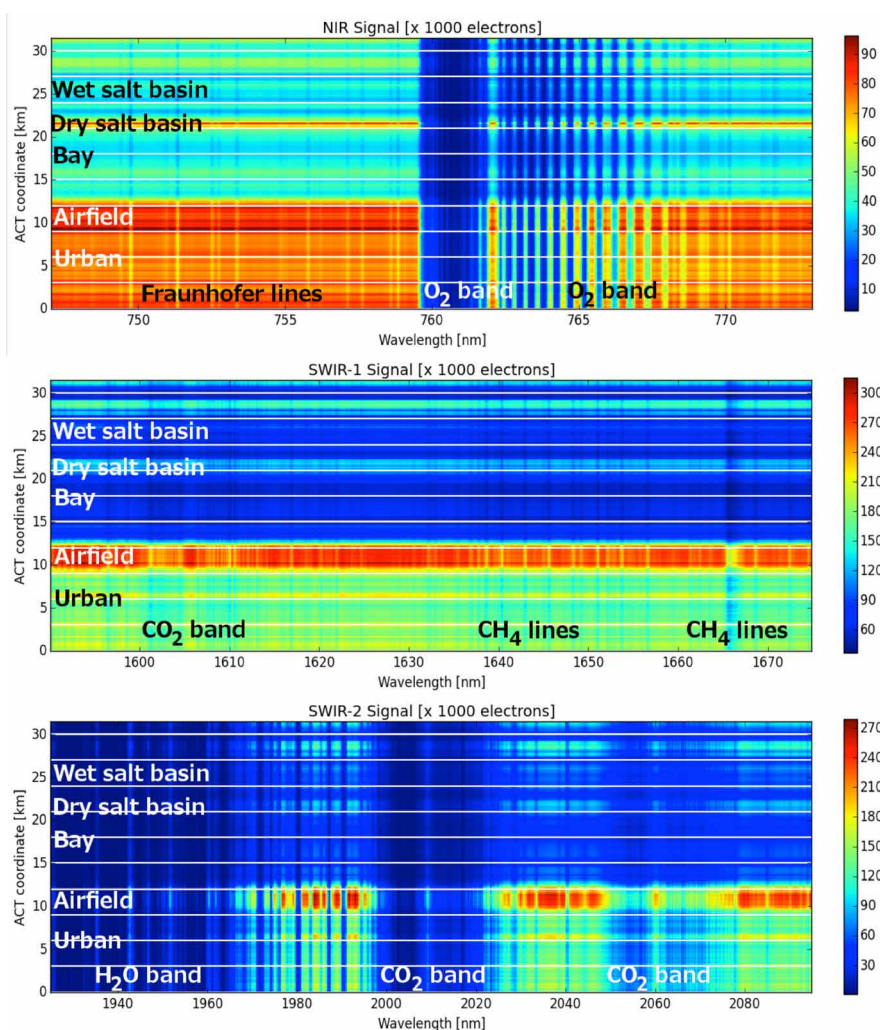 NIR Signal [x 1000 electrons]
ACT coordinate [km]
30
25
20
15
10
5
0
Wet salt basin
Dry salt basin
Bay
Airfield
Urban
Fraunhofer lines
O₂ band
O₂ band
750
755
760
765
770
Wavelength [nm]
90
80
70
60
50
40
30
20
10
SWIR-1 Signal [x 1000 electrons]
ACT coordinate [km]
30
25
20
15
10
5
0
Wet salt basin
Dry salt basin
Bay
Airfield
Urban
CO₂ band
CH₄ lines
CH₄ lines
1600
1610
1620
1630
1640
1650
1660
1670
Wavelength [nm]
300
270
240
210
180
150
120
90
60
SWIR-2 Signal [x 1000 electrons]
ACT coordinate [km]
30
25
20
15
10
5
0
Wet salt basin
Dry salt basin
Bay
Airfield
Urban
H₂O band
CO₂ band
CO₂ band
1940
1960
1980
2000
2020
2040
2060
2080
Wavelength [nm]
270
240
210
180
150
120
90
60
30